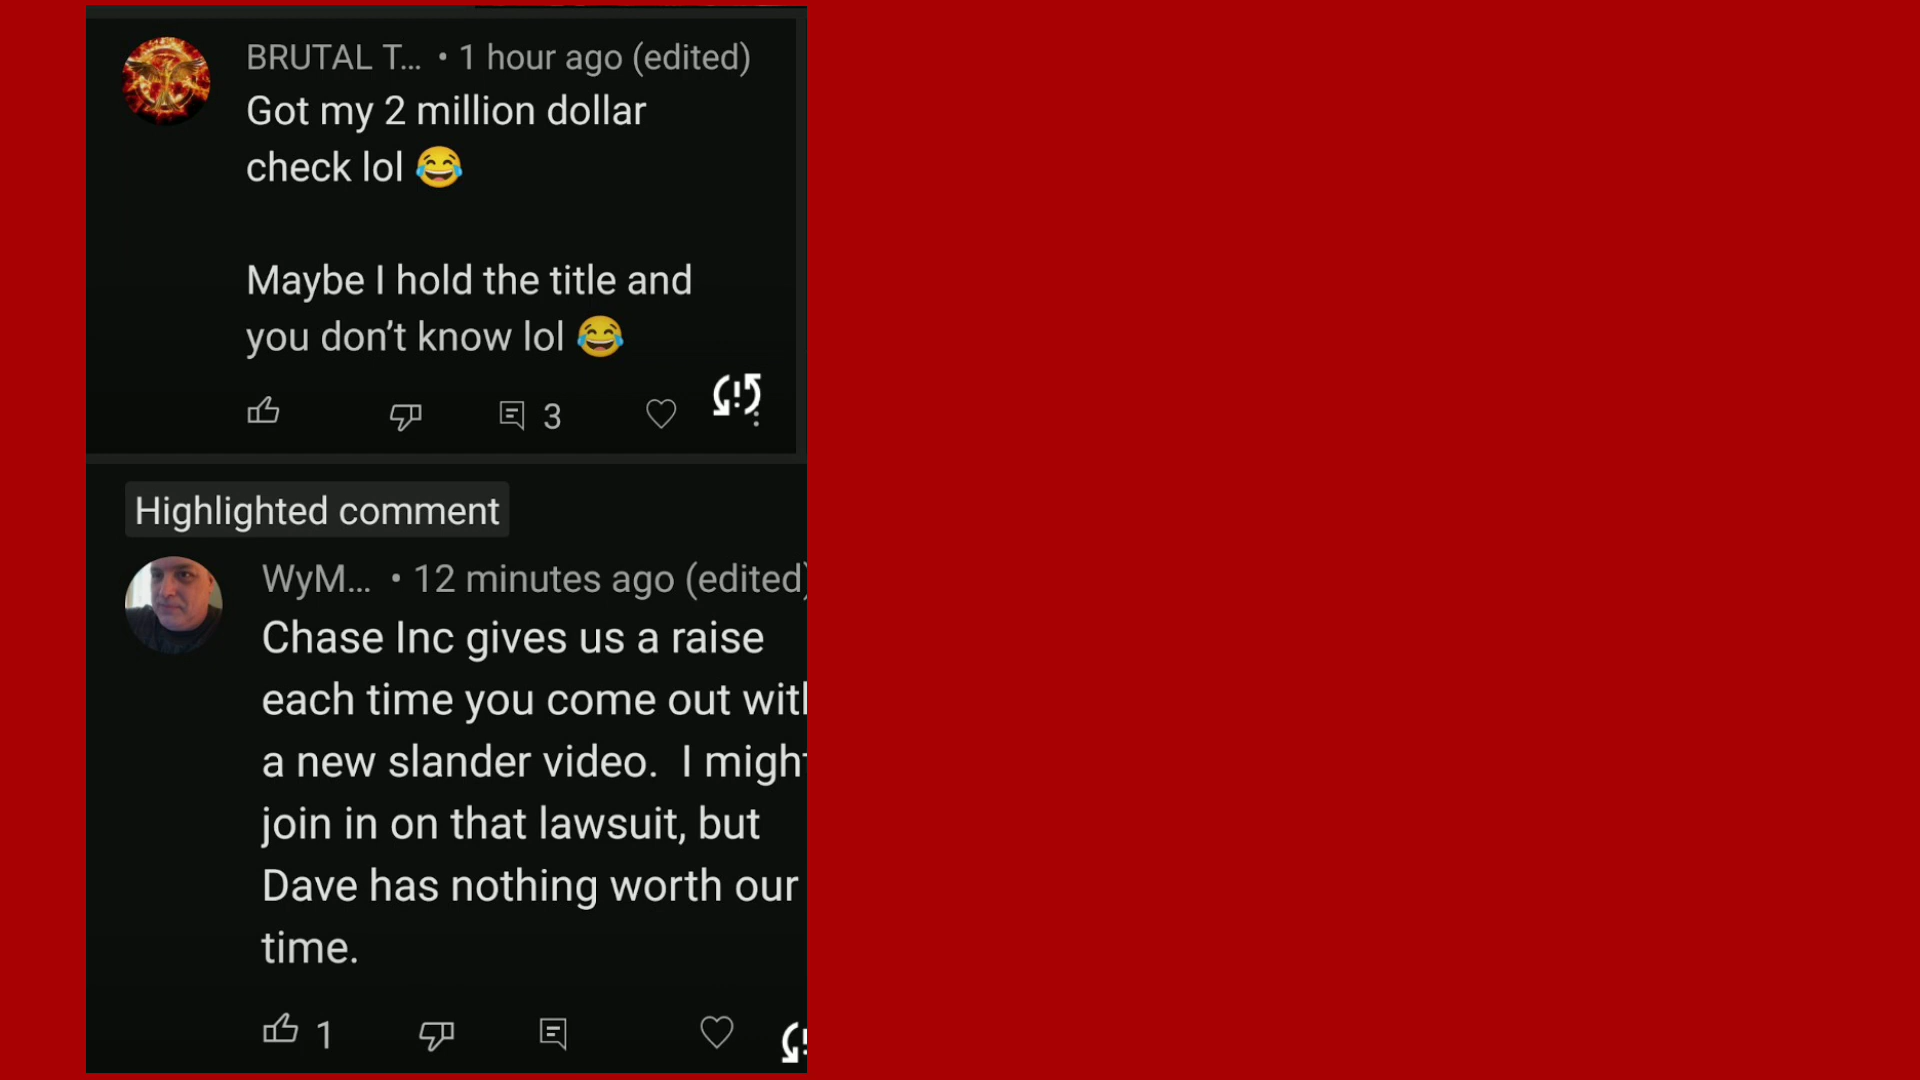 BRUTAL T... • 1 hour ago (edited)
Got my 2 million dollar
check lol 😂
Maybe I hold the title and
you don't know lol 😂
3
Highlighted comment
WyM... • 12 minutes ago (edited)
Chase Inc gives us a raise
each time you come out with
a new slander video. I might
join in on that lawsuit, but
Dave has nothing worth our
time.
1